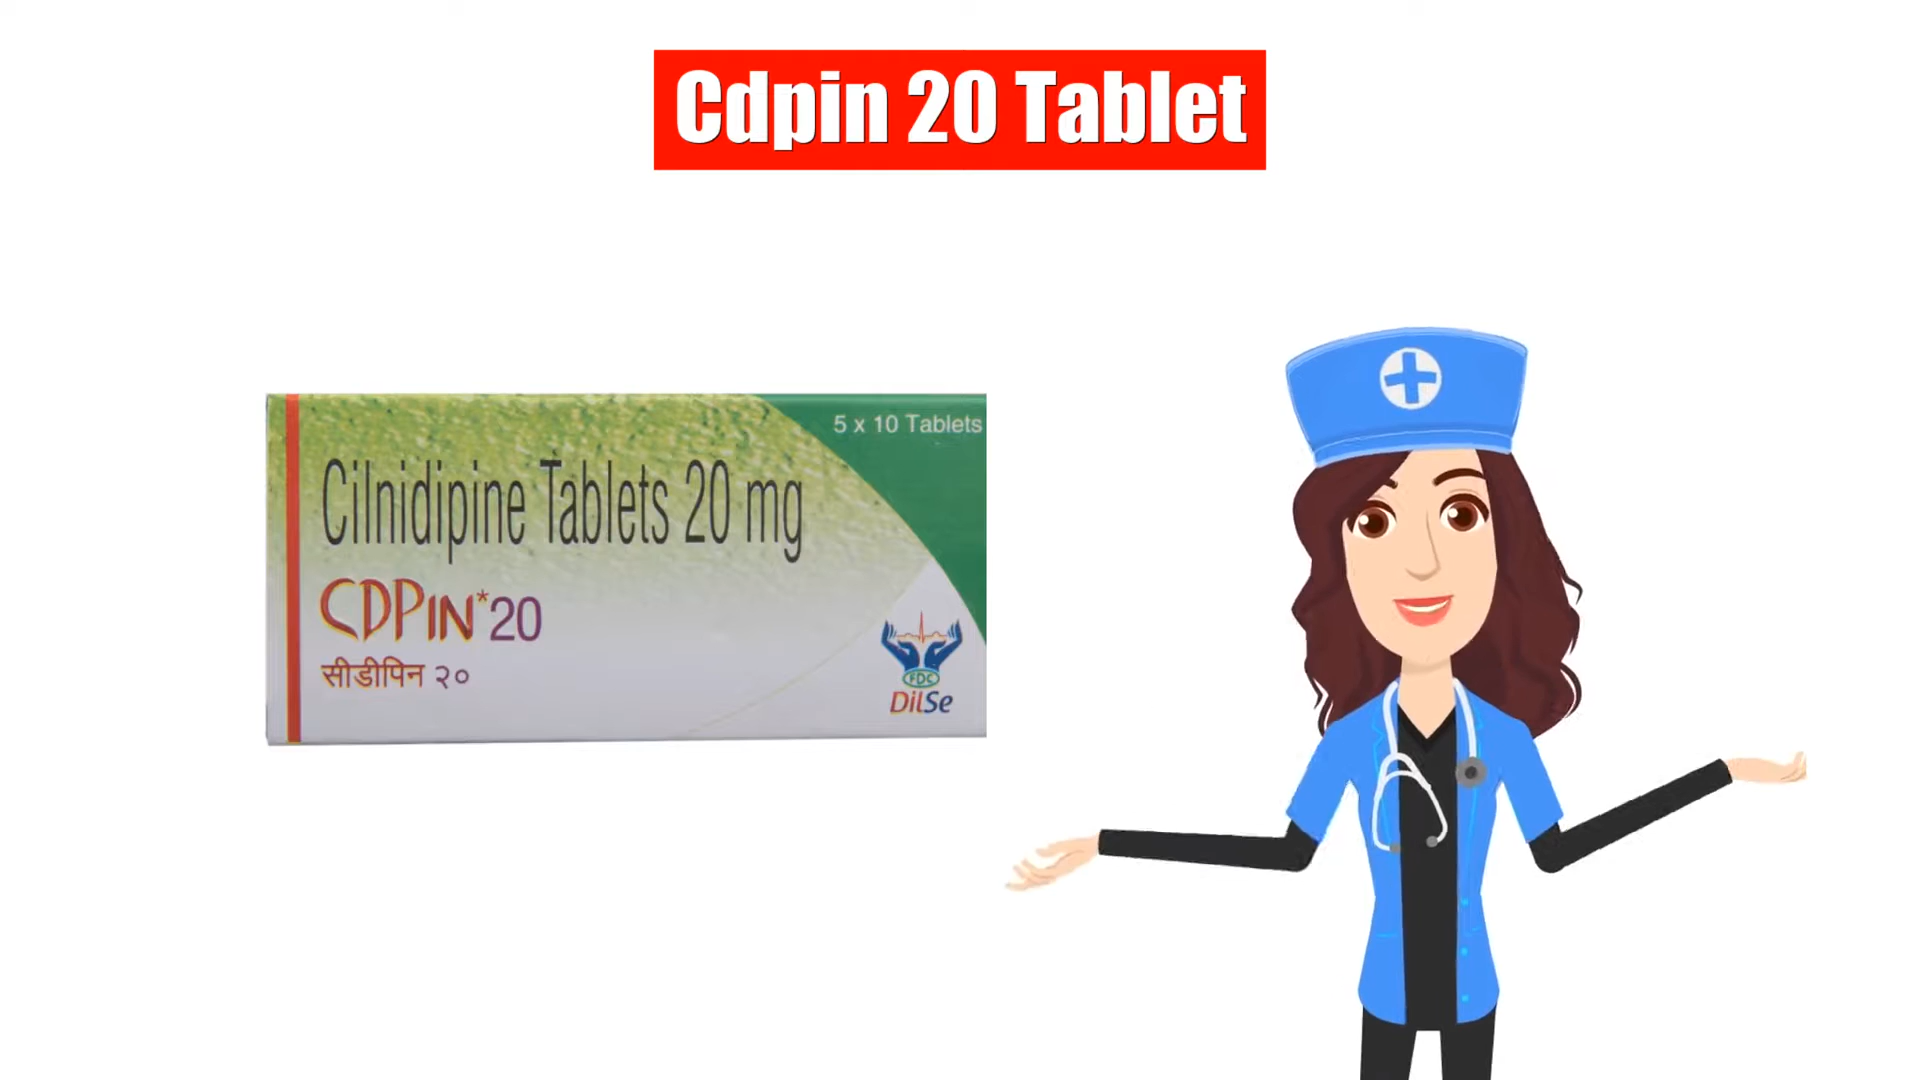 Cdpin 20 Tablet
5 x 10 Tablets
Cilnidipine Tablets 20 mg
CDPIN*20
सीडीपिन २०
FDC
DilSe